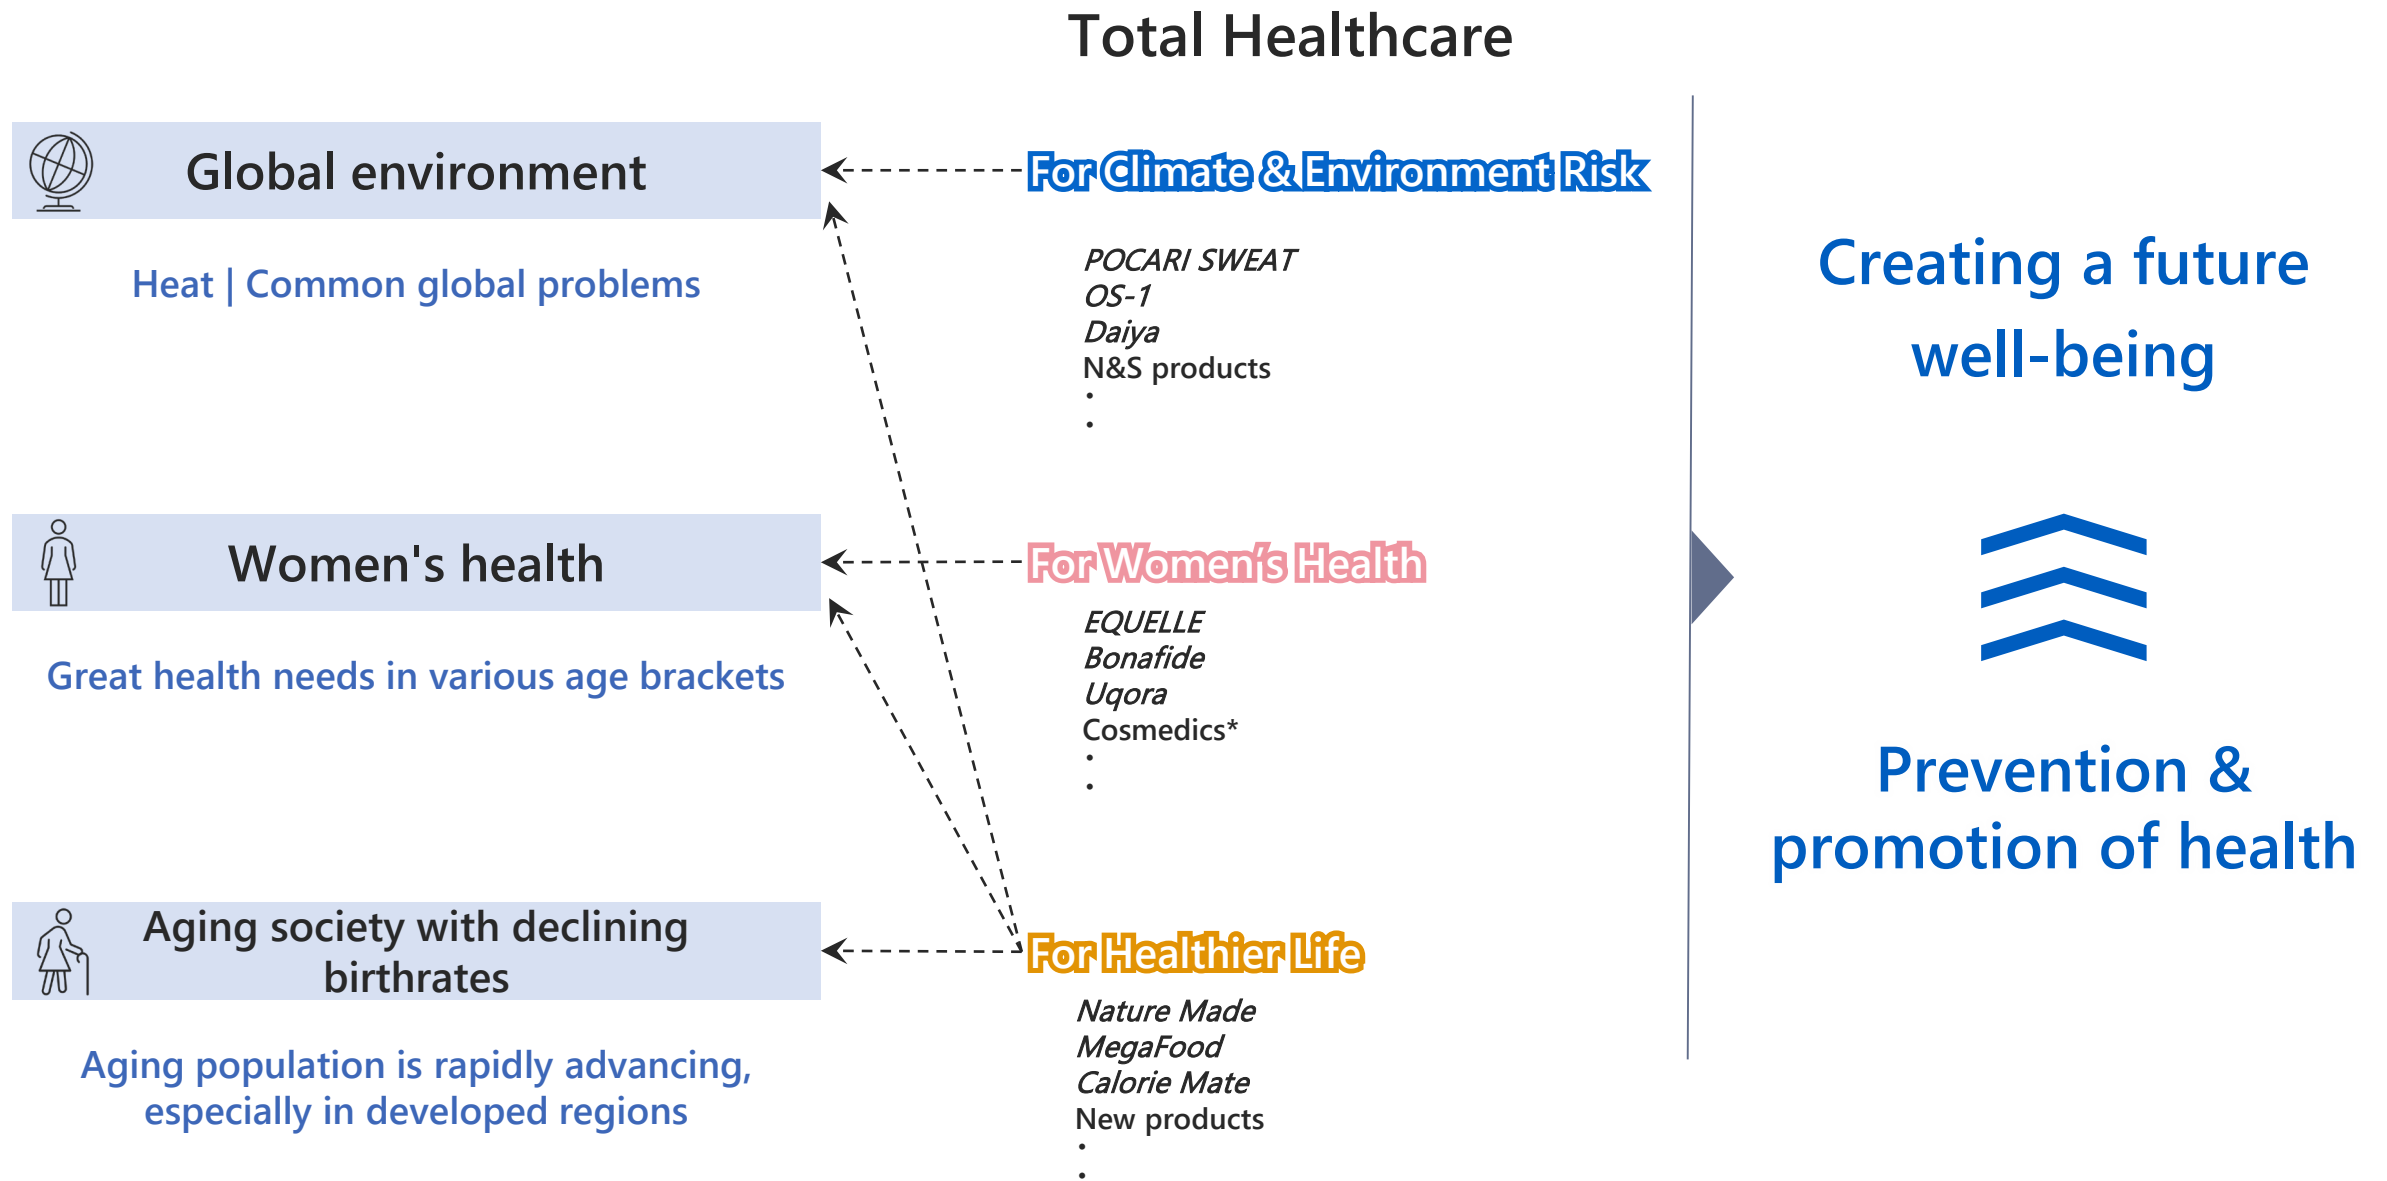 Total Healthcare
Global environment
Heat | Common global problems
For Climate & Environment Risk
POCARI SWEAT
OS-1
Daiya
N&S products
・
・
Women's health
Great health needs in various age brackets
For Women's Health
EQUELLE
Bonafide
Uqora
Cosmedics*
・
・
Aging society with declining
birthrates
Aging population is rapidly advancing,
especially in developed regions
For Healthier Life
Nature Made
MegaFood
Calorie Mate
New products
・
・
Creating a future
well-being
Prevention &
promotion of health